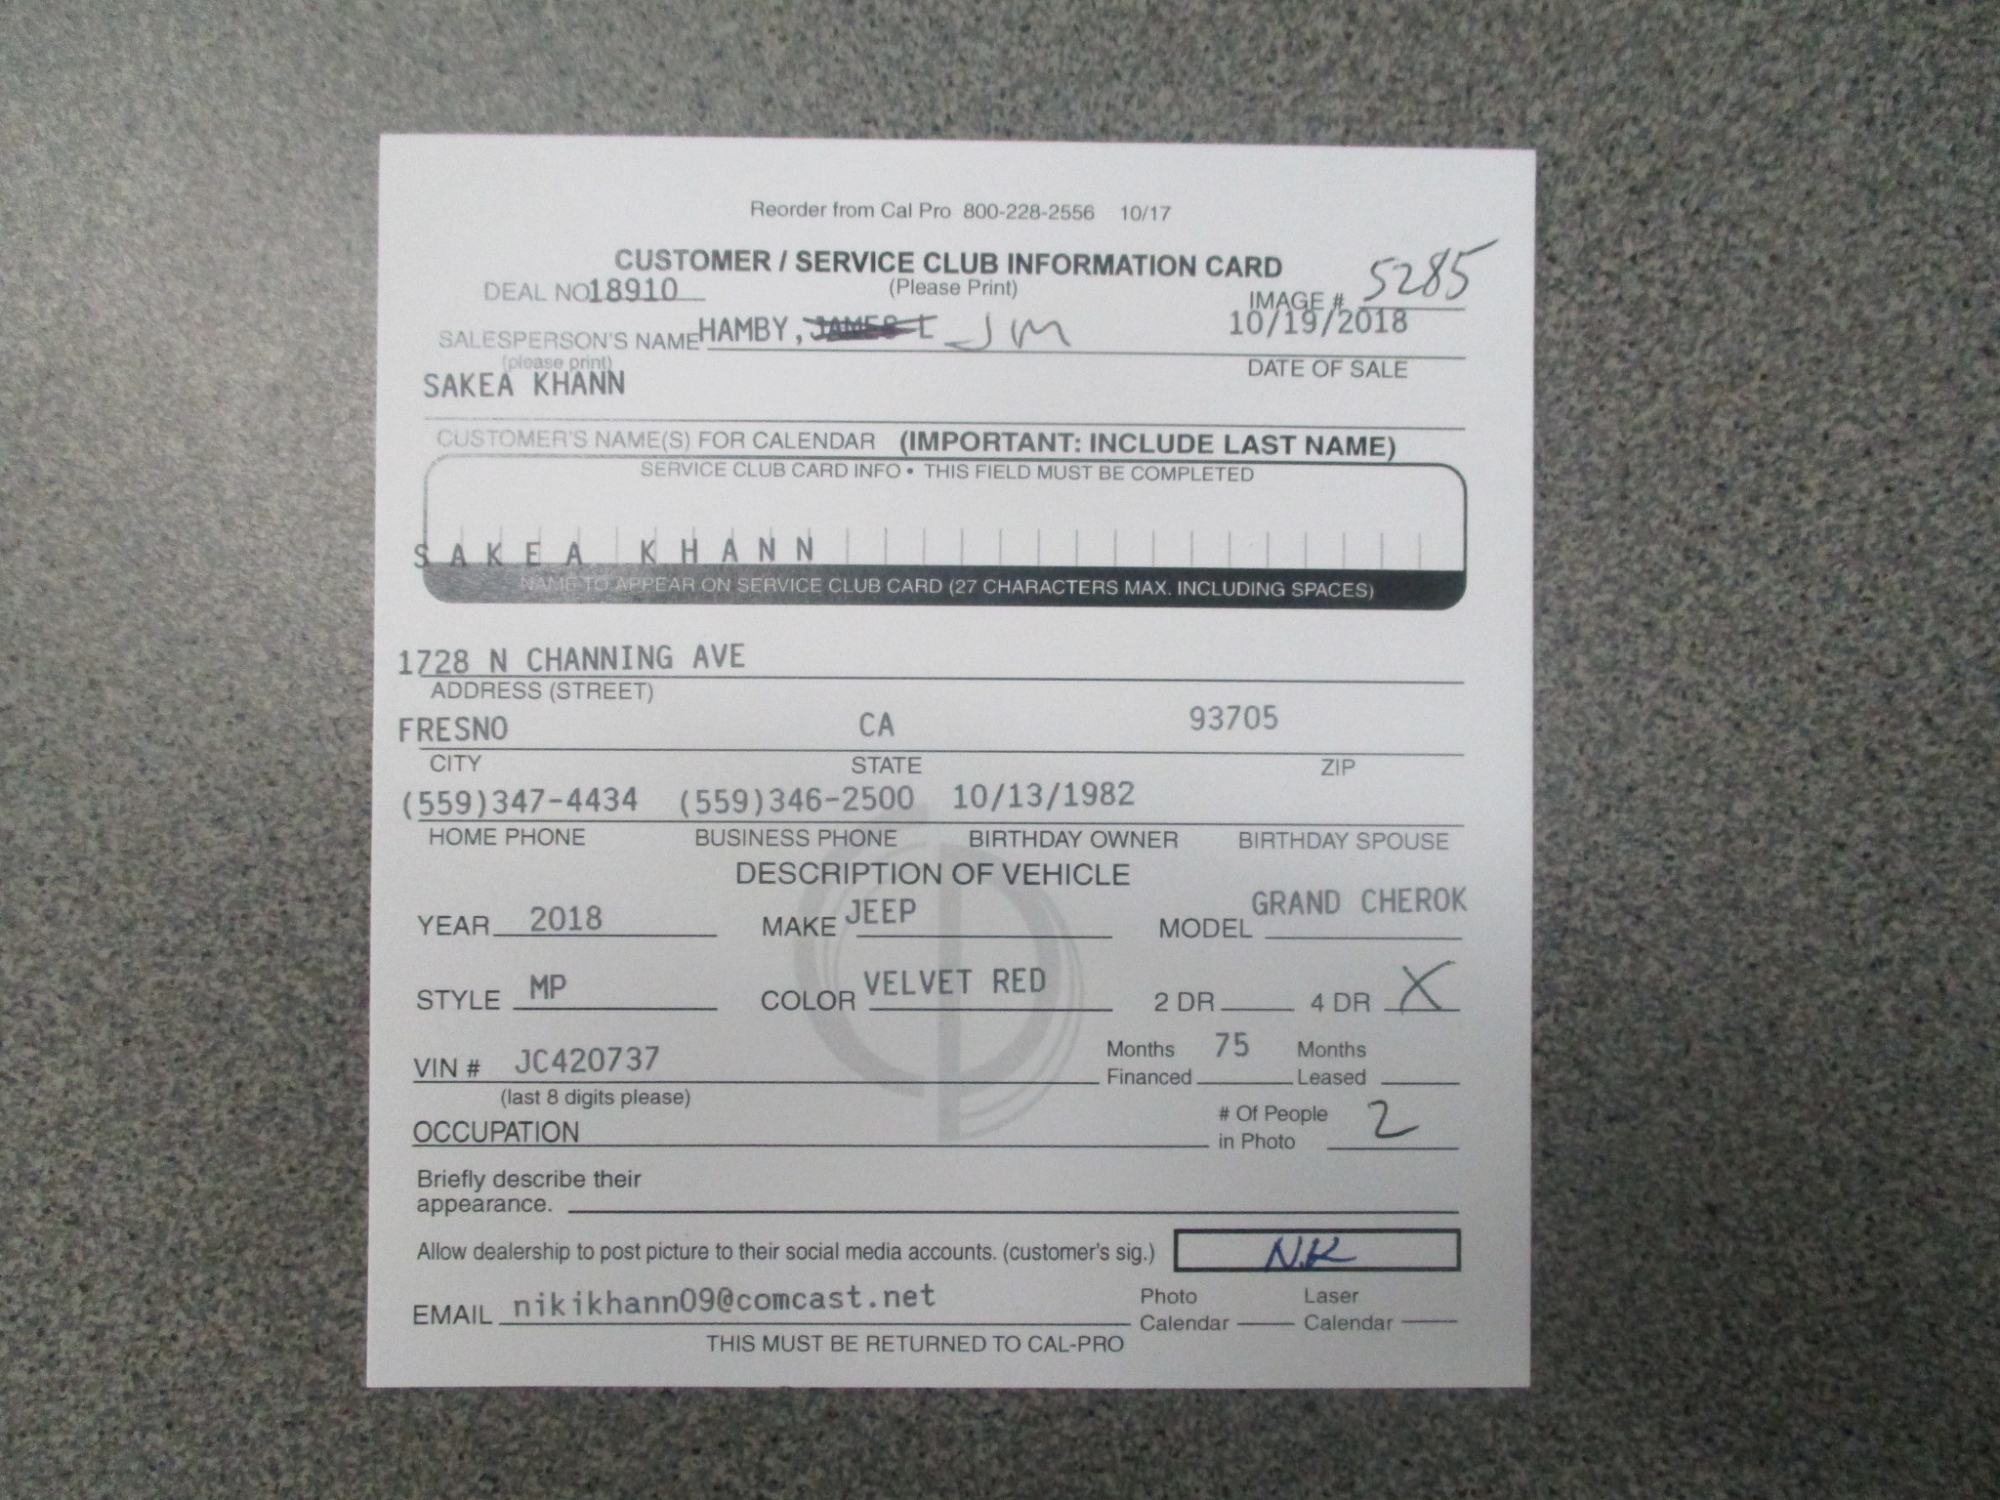 Reorder from Cal Pro 800-228-2556 10/17
CUSTOMER / SERVICE CLUB INFORMATION CARD
DEAL NO 18910 (Please Print) IMAGE # 5285
SALESPERSON'S NAME HAMBY, JAMES L JM 10/19/2018
(please print) DATE OF SALE
SAKEA KHANN
CUSTOMER'S NAME(S) FOR CALENDAR (IMPORTANT: INCLUDE LAST NAME)
SERVICE CLUB CARD INFO • THIS FIELD MUST BE COMPLETED
SAKEA KHANN
NAME TO APPEAR ON SERVICE CLUB CARD (27 CHARACTERS MAX. INCLUDING SPACES)
1728 N CHANNING AVE
ADDRESS (STREET)
FRESNO CA 93705
CITY STATE ZIP
(559)347-4434 (559)346-2500 10/13/1982
HOME PHONE BUSINESS PHONE BIRTHDAY OWNER BIRTHDAY SPOUSE
DESCRIPTION OF VEHICLE
YEAR 2018 MAKE JEEP MODEL GRAND CHEROK
STYLE MP COLOR VELVET RED 2 DR 4 DR X
VIN # JC420737 Months Financed 75 Months Leased
(last 8 digits please)
OCCUPATION # Of People in Photo 2
Briefly describe their
appearance.
Allow dealership to post picture to their social media accounts. (customer's sig.) N.K
EMAIL nikikhann09@comcast.net Photo Calendar Laser Calendar
THIS MUST BE RETURNED TO CAL-PRO